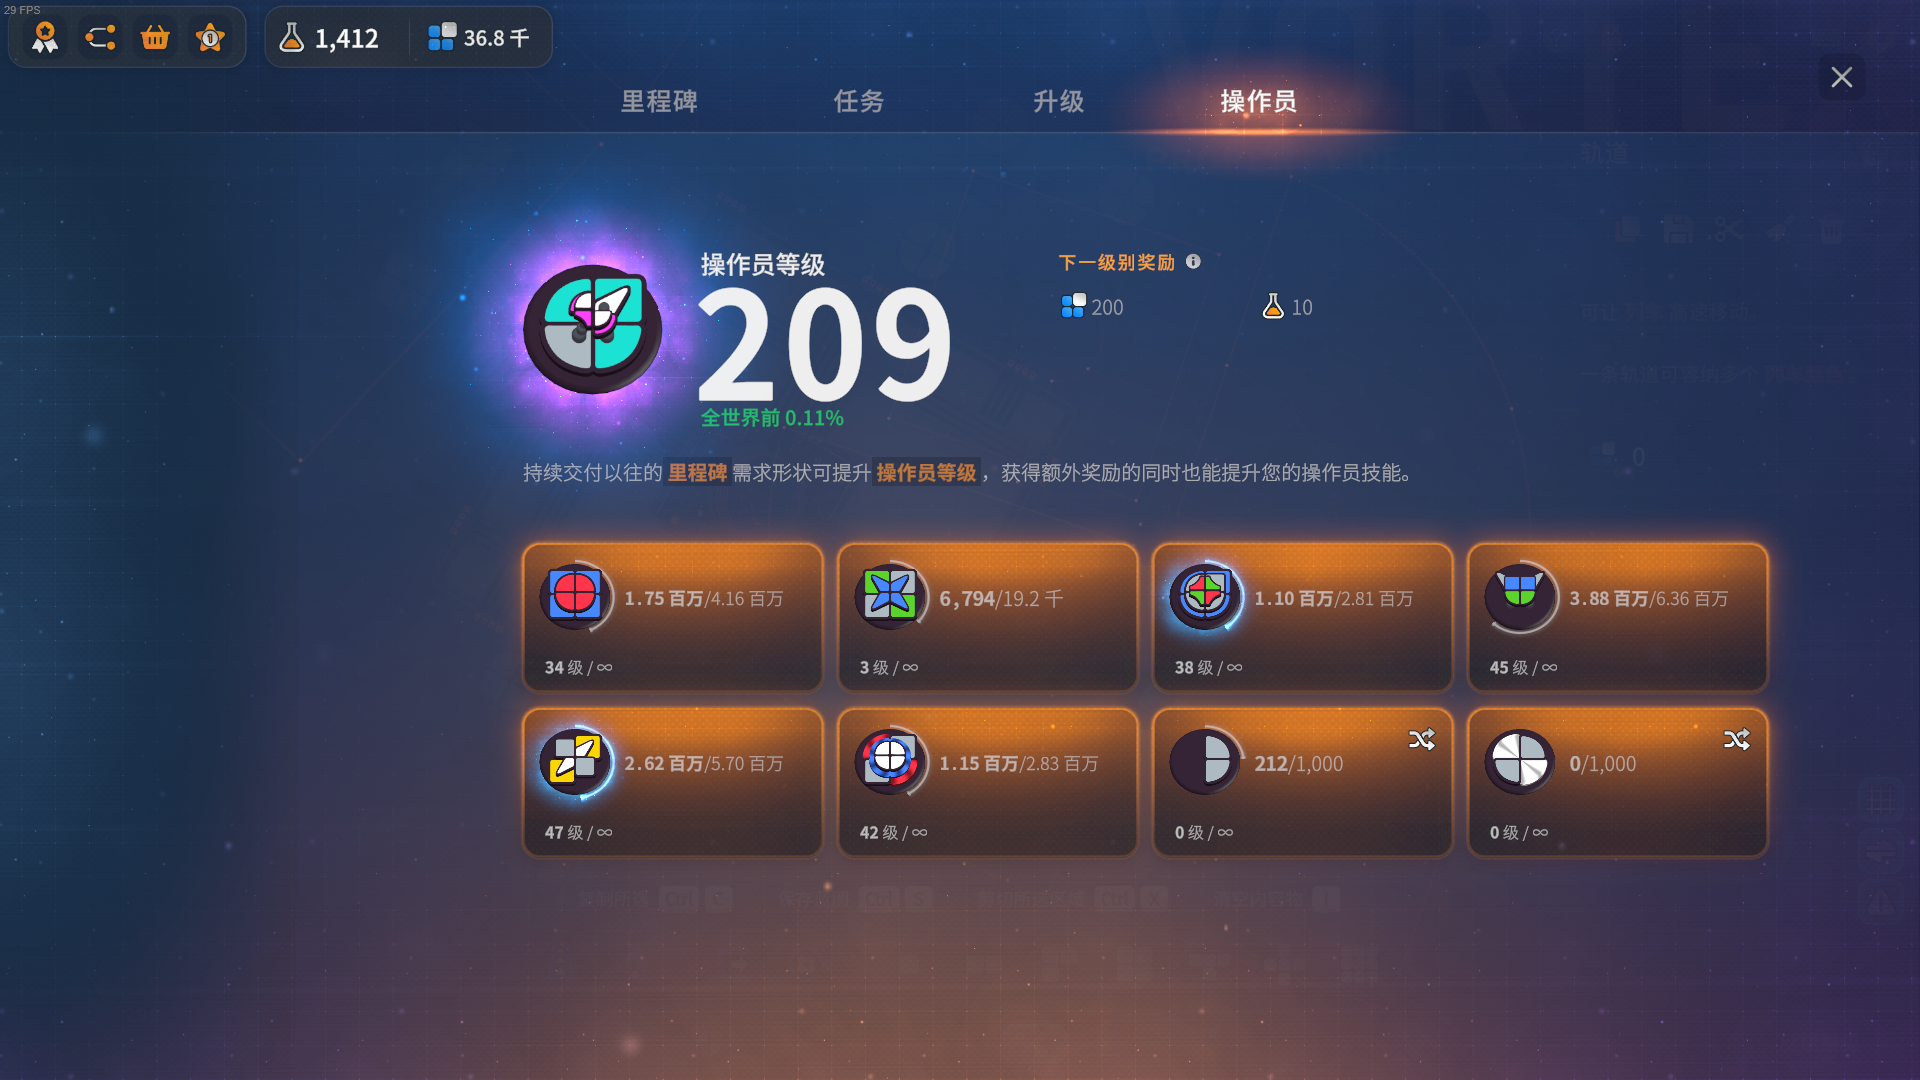 29 FPS
1,412
36.8 千
里程碑
任务
升级
操作员
轨道
操作员等级
209
全世界前 0.11%
下一级别奖励
200
10
持续交付以往的 里程碑 需求形状可提升 操作员等级 ，获得额外奖励的同时也能提升您的操作员技能。
1.75 百万/4.16 百万
34 级 / ∞
6,794/19.2 千
3 级 / ∞
1.10 百万/2.81 百万
38 级 / ∞
3.88 百万/6.36 百万
45 级 / ∞
2.62 百万/5.70 百万
47 级 / ∞
1.15 百万/2.83 百万
42 级 / ∞
212/1,000
0 级 / ∞
0/1,000
0 级 / ∞